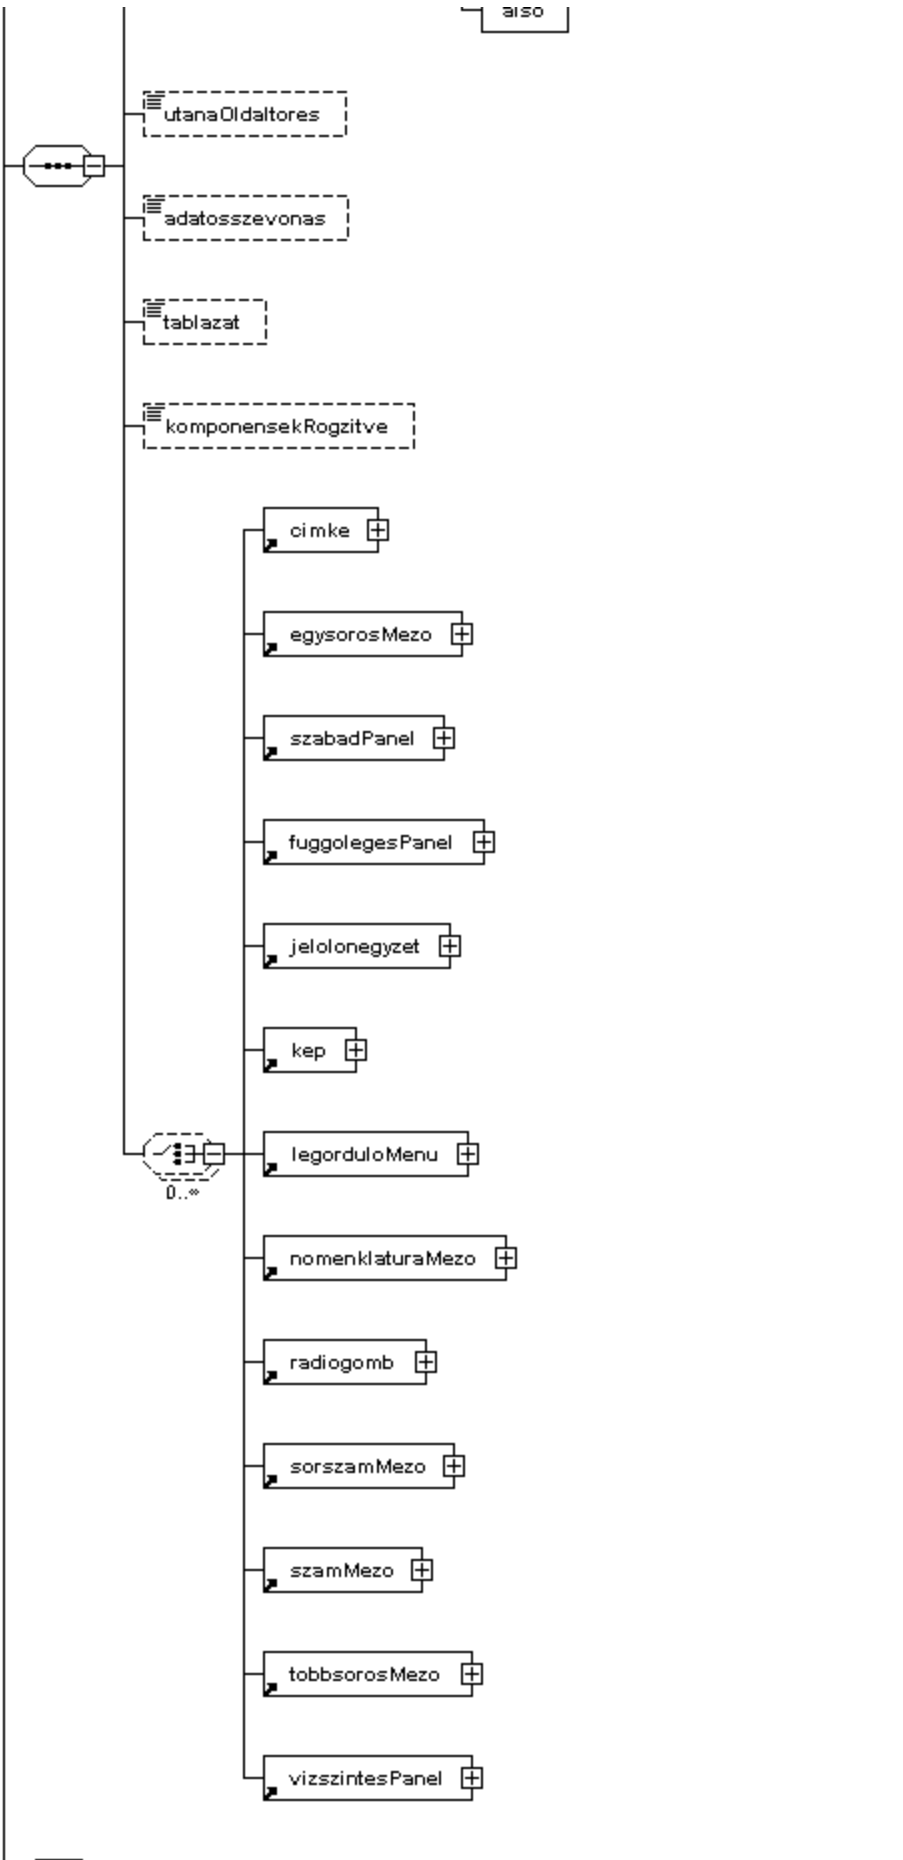 also
utanaOldaltores
adatosszevonas
tablazat
komponensekRogzitve
cimke
egysorosMezo
szabadPanel
fuggolegesPanel
jelolonegyzet
kep
legorduloMenu
0..∞
nomenklaturaMezo
radiogomb
sorszamMezo
szamMezo
tobbsorosMezo
vizszintesPanel